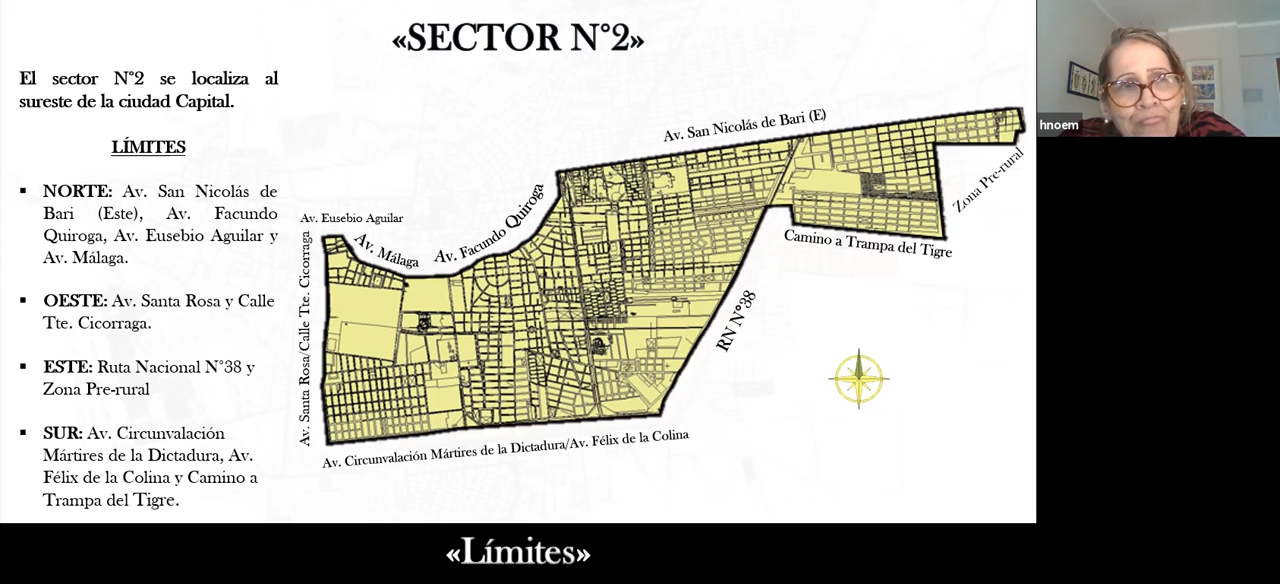 «SECTOR N°2»
El sector N°2 se localiza al
sureste de la ciudad Capital.
LÍMITES
▪ NORTE: Av. San Nicolás de
Bari (Este), Av. Facundo
Quiroga, Av. Eusebio Aguilar y
Av. Málaga.
▪ OESTE: Av. Santa Rosa y Calle
Tte. Cicorraga.
▪ ESTE: Ruta Nacional N°38 y
Zona Pre-rural
▪ SUR: Av. Circunvalación
Mártires de la Dictadura, Av.
Félix de la Colina y Camino a
Trampa del Tigre.
Av. Eusebio Aguilar
Av. Málaga
Av. Facundo Quiroga
Av. San Nicolás de Bari (E)
Zona Pre-rural
Camino a Trampa del Tigre
RN N°38
Av. Santa Rosa/Calle Tte. Cicorraga
Av. Circunvalación Mártires de la Dictadura/Av. Félix de la Colina
hnoem
«Límites»